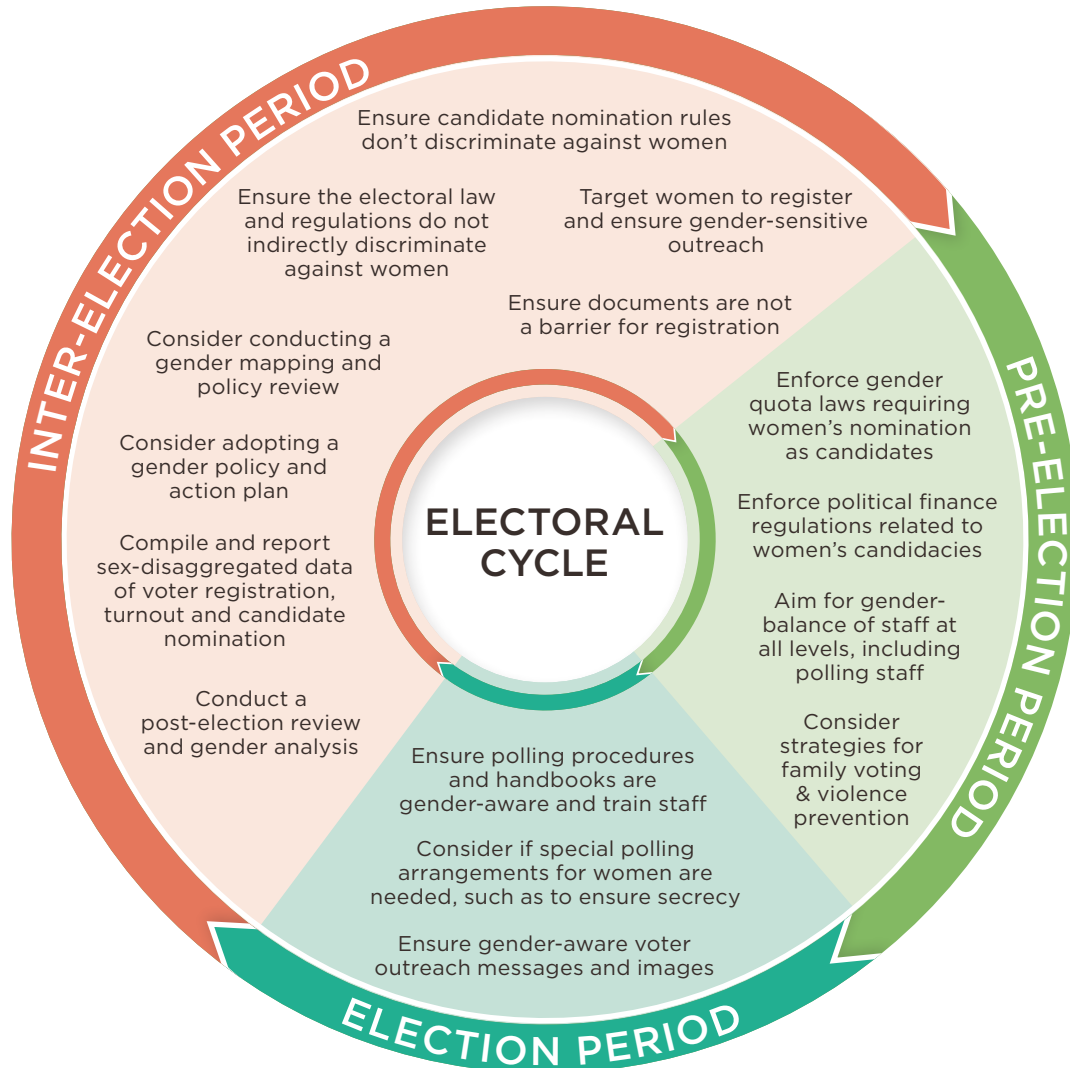 INTER-ELECTION PERIOD
Ensure candidate nomination rules
don’t discriminate against women
Ensure the electoral law
and regulations do not
indirectly discriminate
against women
Target women to register
and ensure gender-sensitive
outreach
Ensure documents are not
a barrier for registration
Consider conducting a
gender mapping and
policy review
Consider adopting a
gender policy and
action plan
Compile and report
sex-disaggregated data
of voter registration,
turnout and candidate
nomination
Conduct a
post-election review
and gender analysis
ELECTORAL
CYCLE
PRE-ELECTION PERIOD
Enforce gender
quota laws requiring
women’s nomination
as candidates
Enforce political finance
regulations related to
women’s candidacies
Aim for gender-
balance of staff at
all levels, including
polling staff
Consider
strategies for
family voting
& violence
prevention
Ensure polling procedures
and handbooks are
gender-aware and train staff
Consider if special polling
arrangements for women are
needed, such as to ensure secrecy
Ensure gender-aware voter
outreach messages and images
ELECTION PERIOD